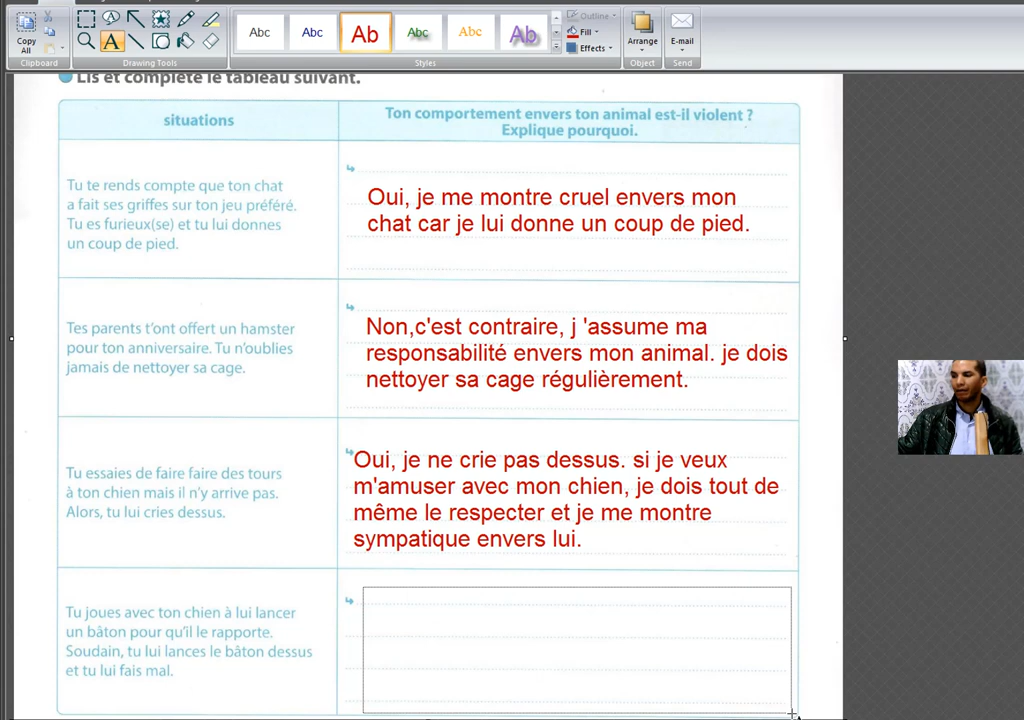 Copy
All
Clipboard
Drawing Tools
Abc
Abc
Ab
Abc
Abc
Ab
Styles
Outline
Fill
Effects
Arrange
Object
E-mail
Send
Lis et complète le tableau suivant.
situations
Ton comportement envers ton animal est-il violent ?
Explique pourquoi.
Tu te rends compte que ton chat
a fait ses griffes sur ton jeu préféré.
Tu es furieux(se) et tu lui donnes
un coup de pied.
Oui, je me montre cruel envers mon
chat car je lui donne un coup de pied.
Tes parents t'ont offert un hamster
pour ton anniversaire. Tu n'oublies
jamais de nettoyer sa cage.
Non,c'est contraire, j 'assume ma
responsabilité envers mon animal. je dois
nettoyer sa cage régulièrement.
Tu essaies de faire faire des tours
à ton chien mais il n'y arrive pas.
Alors, tu lui cries dessus.
Oui, je ne crie pas dessus. si je veux
m'amuser avec mon chien, je dois tout de
même le respecter et je me montre
sympatique envers lui.
Tu joues avec ton chien à lui lancer
un bâton pour qu'il le rapporte.
Soudain, tu lui lances le bâton dessus
et tu lui fais mal.